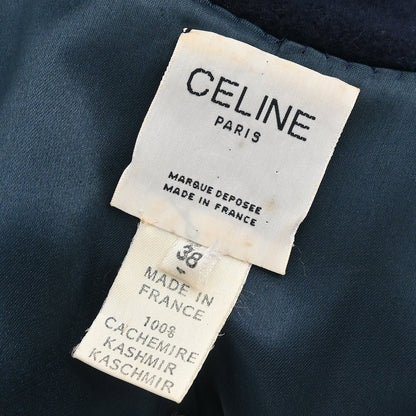 CELINE
PARIS
MARQUE DEPOSEE
MADE IN FRANCE
38
MADE IN
FRANCE
100%
CACHEMIRE
KASHMIR
KASCHMIR